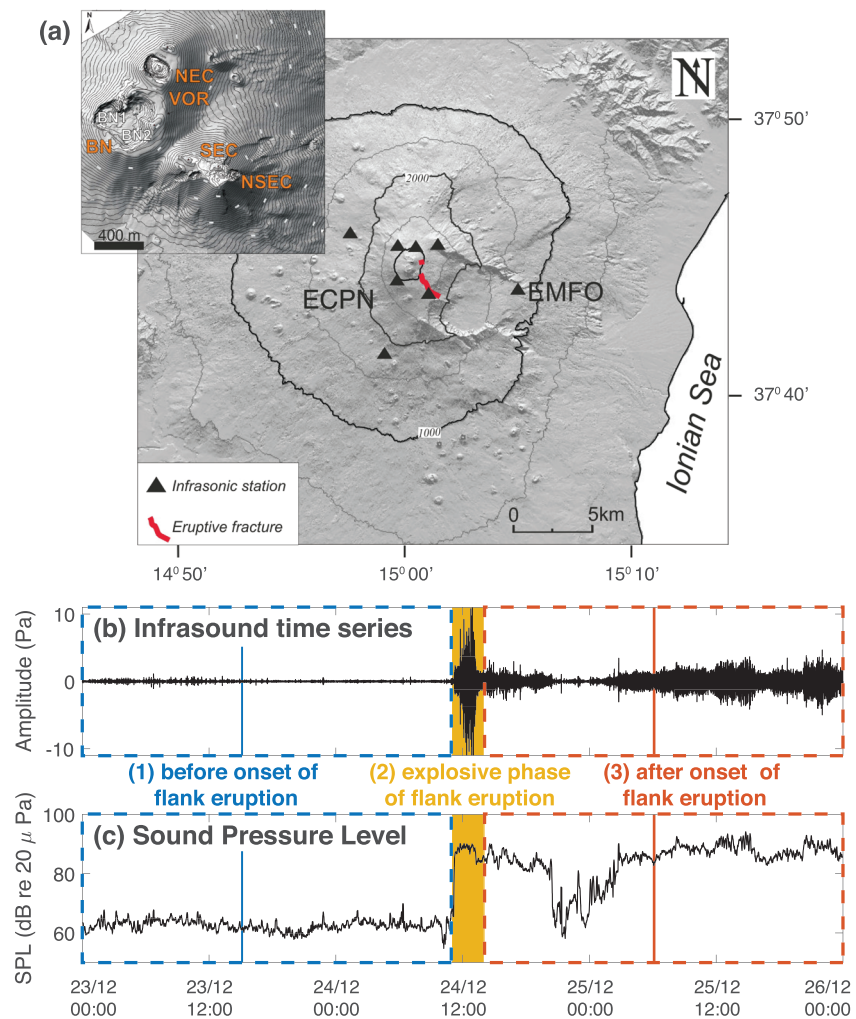 (a)
N
NEC
VOR
BN1
BN2
BN
SEC
NSEC
400 m
N
37⁰ 50’
2000
ECPN
EMFO
37⁰ 40’
1000
Ionian Sea
Infrasonic station
Eruptive fracture
0 5km
14⁰ 50’ 15⁰ 00’ 15⁰ 10’
Amplitude (Pa)
10
0
-10
(b) Infrasound time series
(1) before onset of
flank eruption
(2) explosive phase
of flank eruption
(3) after onset of
flank eruption
SPL (dB re 20 μ Pa)
100
80
60
(c) Sound Pressure Level
23/12 23/12 24/12 24/12 25/12 25/12 26/12
00:00 12:00 00:00 12:00 00:00 12:00 00:00